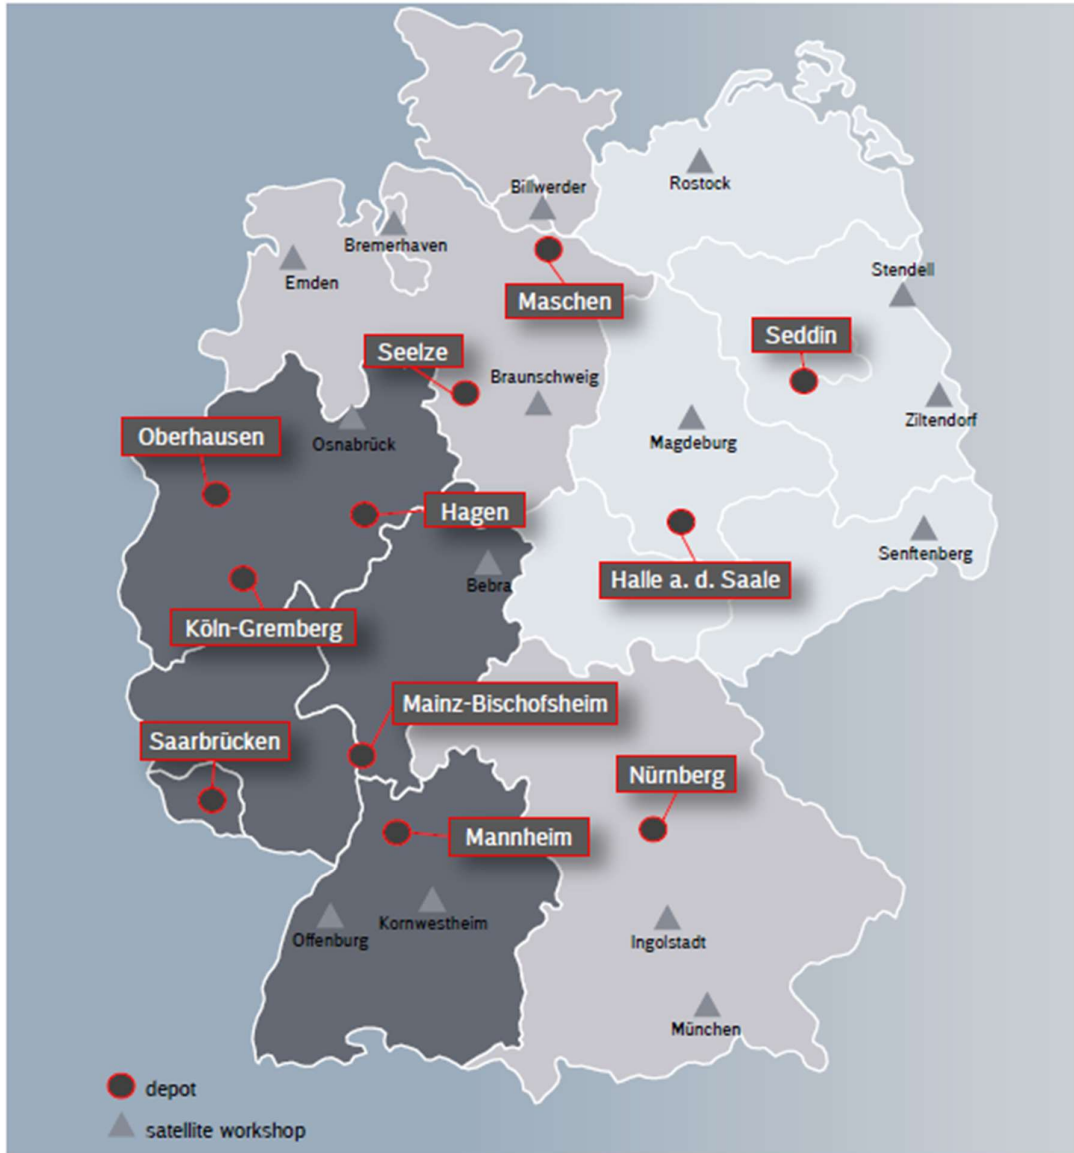 Billwerder
Rostock
Bremerhaven
Emden
Stendell
Maschen
Seddin
Seelze
Braunschweig
Ziltendorf
Oberhausen
Osnabrück
Magdeburg
Hagen
Senftenberg
Bebra
Halle a. d. Saale
Köln-Gremberg
Mainz-Bischofsheim
Saarbrücken
Nürnberg
Mannheim
Kornwestheim
Offenburg
Ingolstadt
München
depot
satellite workshop